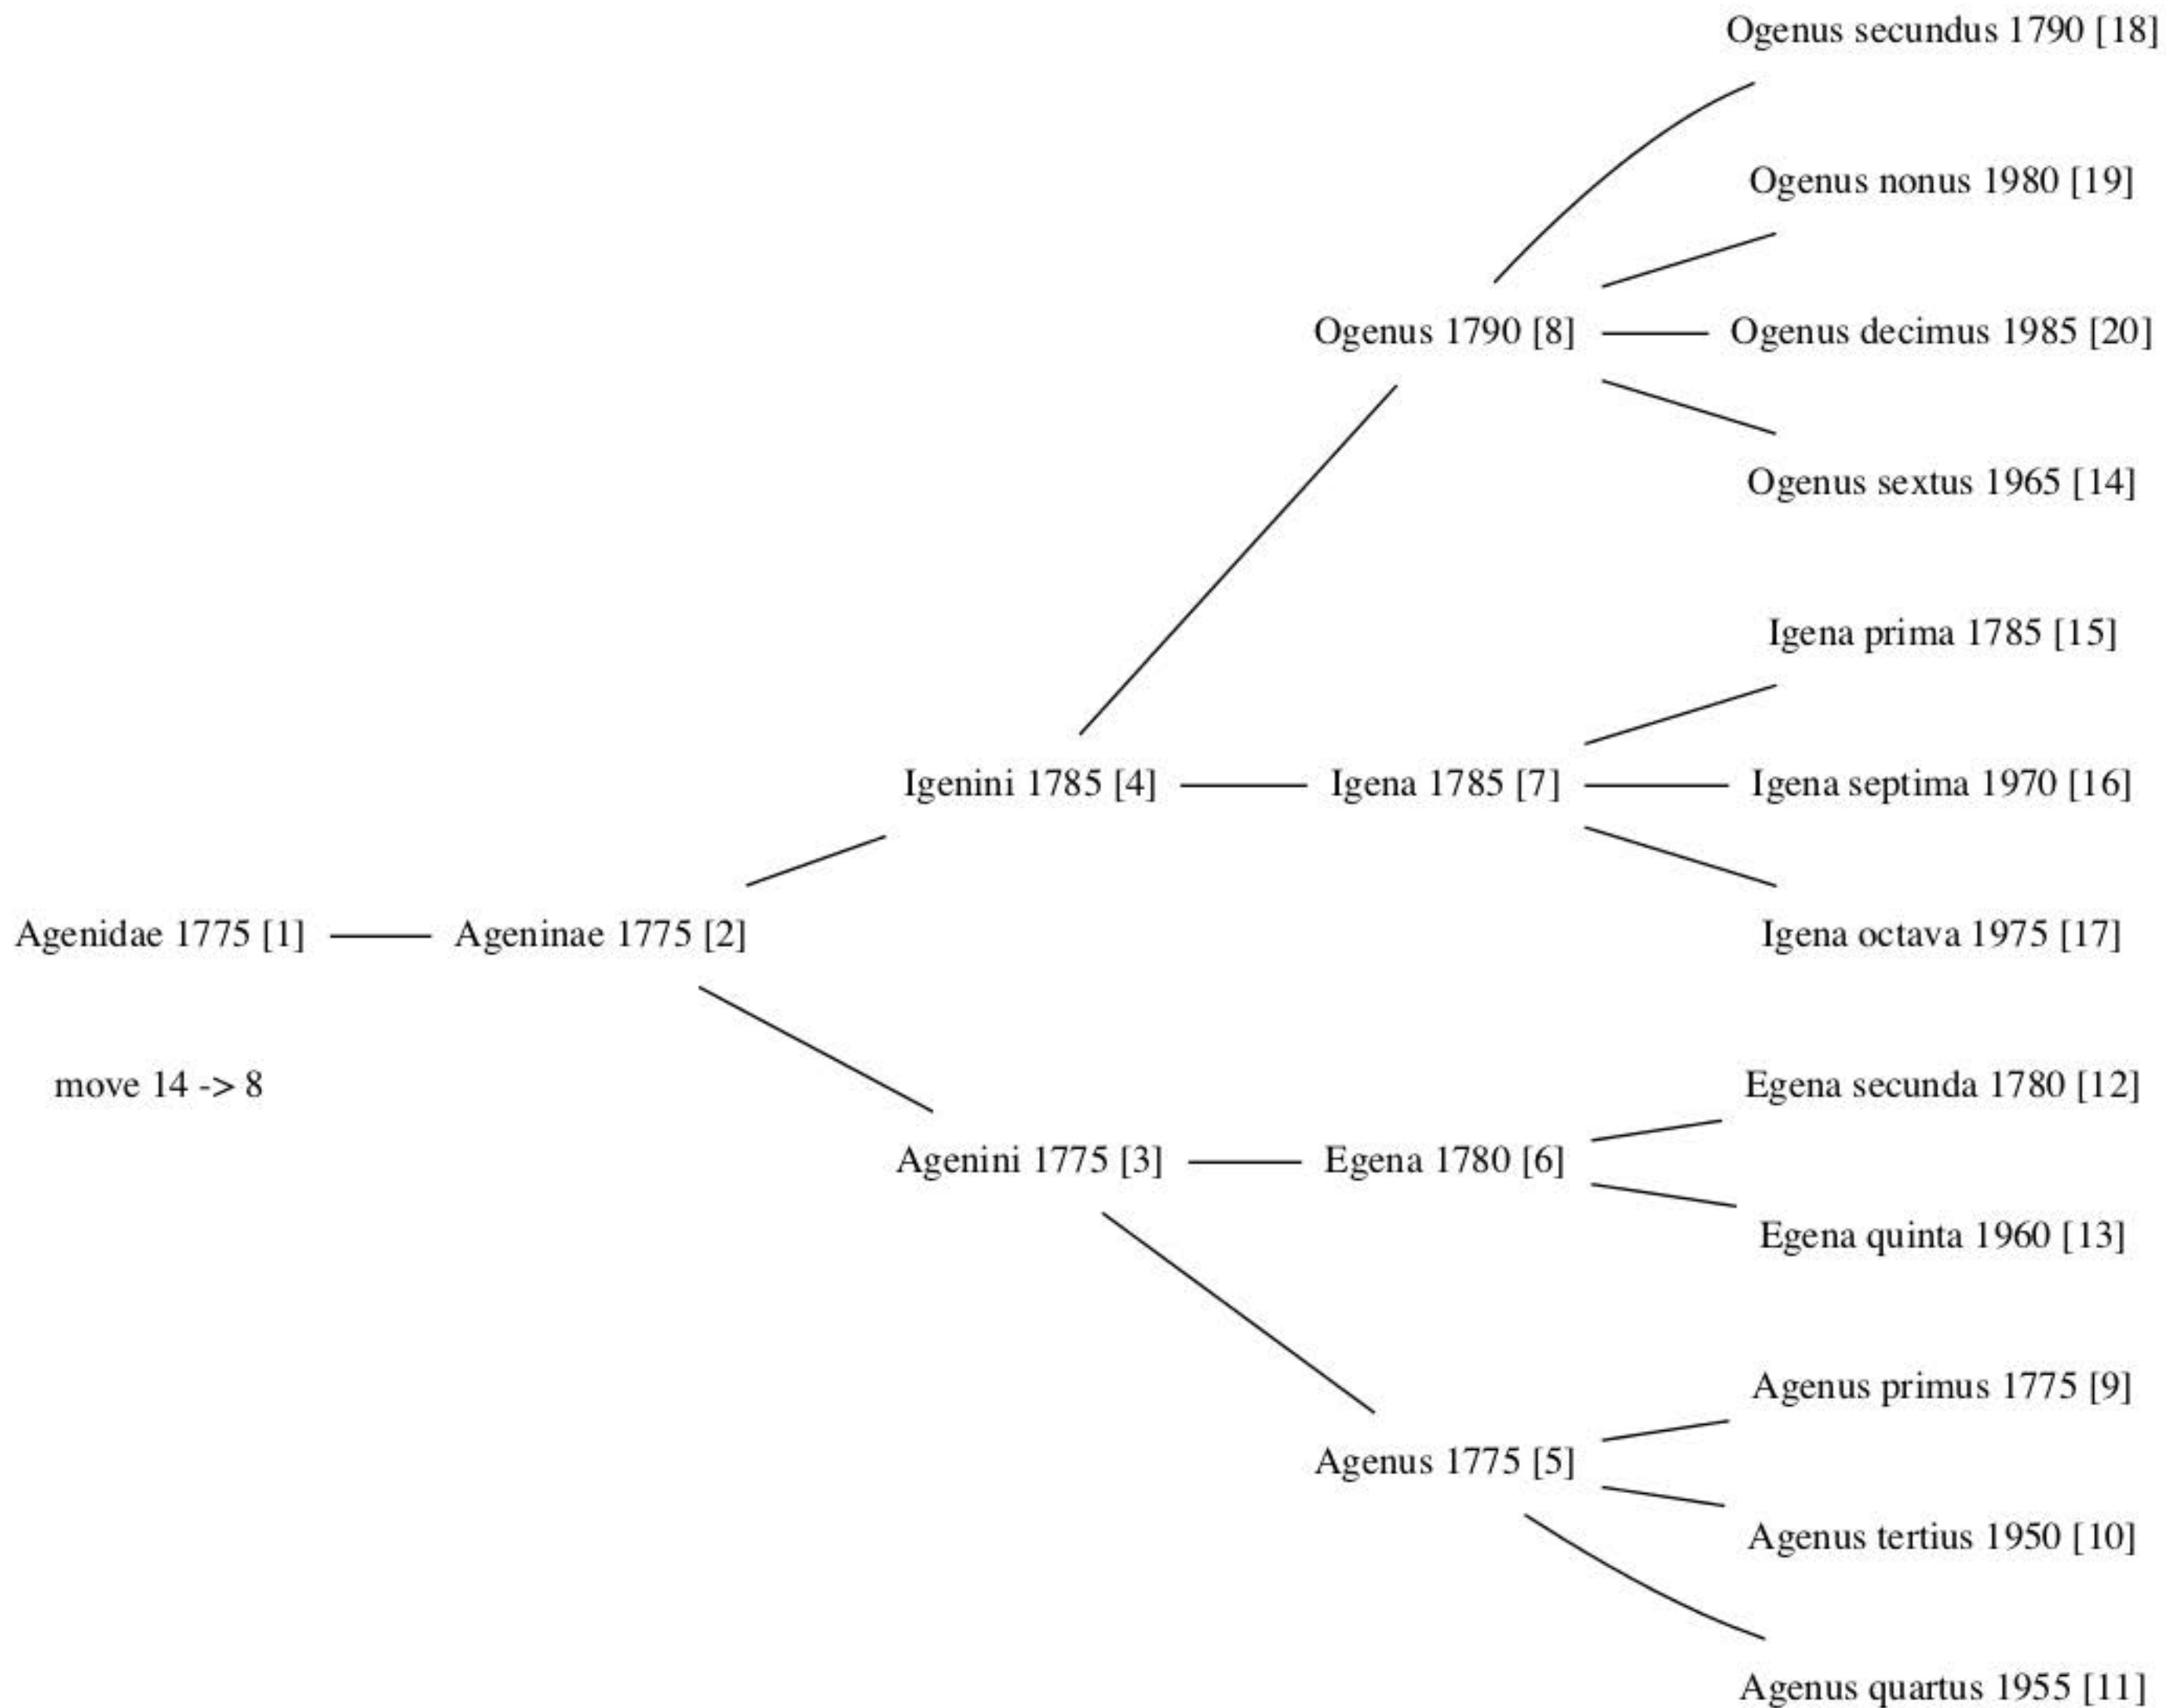 Ogenus secundus 1790 [18]
Ogenus nonus 1980 [19]
Ogenus 1790 [8]
Ogenus decimus 1985 [20]
Ogenus sextus 1965 [14]
Igena prima 1785 [15]
Igenini 1785 [4]
Igena 1785 [7]
Igena septima 1970 [16]
Agenidae 1775 [1]
Ageninae 1775 [2]
Igena octava 1975 [17]
move 14 -> 8
Egena secunda 1780 [12]
Agenini 1775 [3]
Egena 1780 [6]
Egena quinta 1960 [13]
Agenus primus 1775 [9]
Agenus 1775 [5]
Agenus tertius 1950 [10]
Agenus quartus 1955 [11]